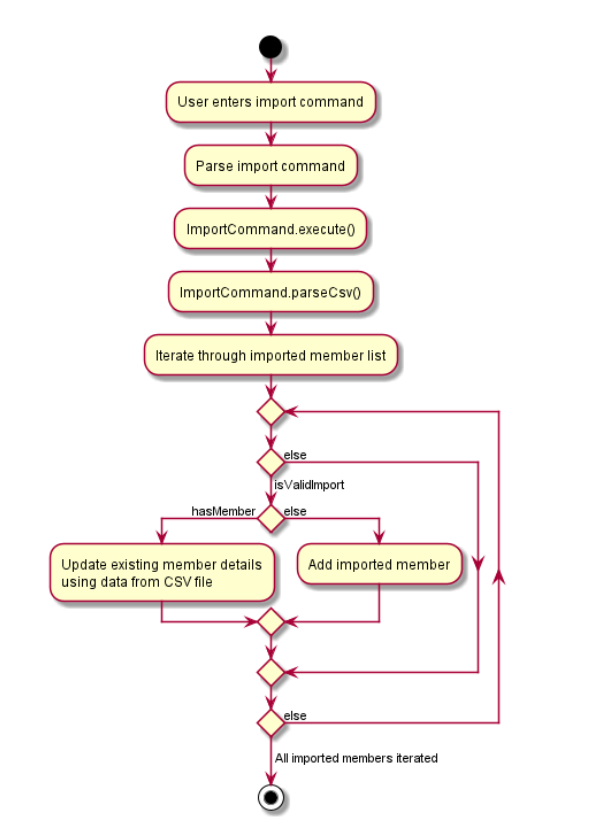 User enters import command
Parse import command
ImportCommand.execute()
ImportCommand.parseCsv()
Iterate through imported member list
else
isValidImport
hasMember
else
Update existing member details
using data from CSV file
Add imported member
else
All imported members iterated